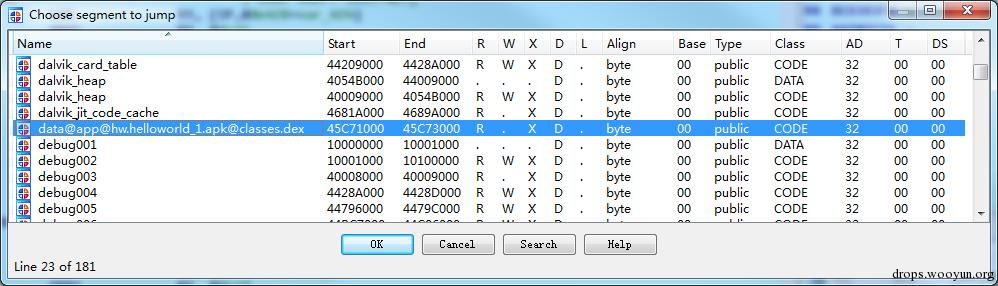 Choose segment to jump
Name Start End R W X D L Align Base Type Class AD T DS
dalvik_card_table 44209000 4428A000 R W X D . byte 00 public CODE 32 00 00
dalvik_heap 4054B000 44009000 . . . D . byte 00 public DATA 32 00 00
dalvik_heap 40009000 4054B000 R W X D . byte 00 public CODE 32 00 00
dalvik_jit_code_cache 4681A000 4689A000 R . X D . byte 00 public CODE 32 00 00
data@app@hw.helloworld_1.apk@classes.dex 45C71000 45C73000 R . X D . byte 00 public CODE 32 00 00
debug001 10000000 10001000 . . . D . byte 00 public DATA 32 00 00
debug002 10001000 10100000 R W X D . byte 00 public CODE 32 00 00
debug003 40008000 40009000 R . X D . byte 00 public CODE 32 00 00
debug004 4428A000 4428D000 R W X D . byte 00 public CODE 32 00 00
debug005 44796000 4479C000 R W X D . byte 00 public CODE 32 00 00
OK Cancel Search Help
Line 23 of 181
drops.wooyun.org